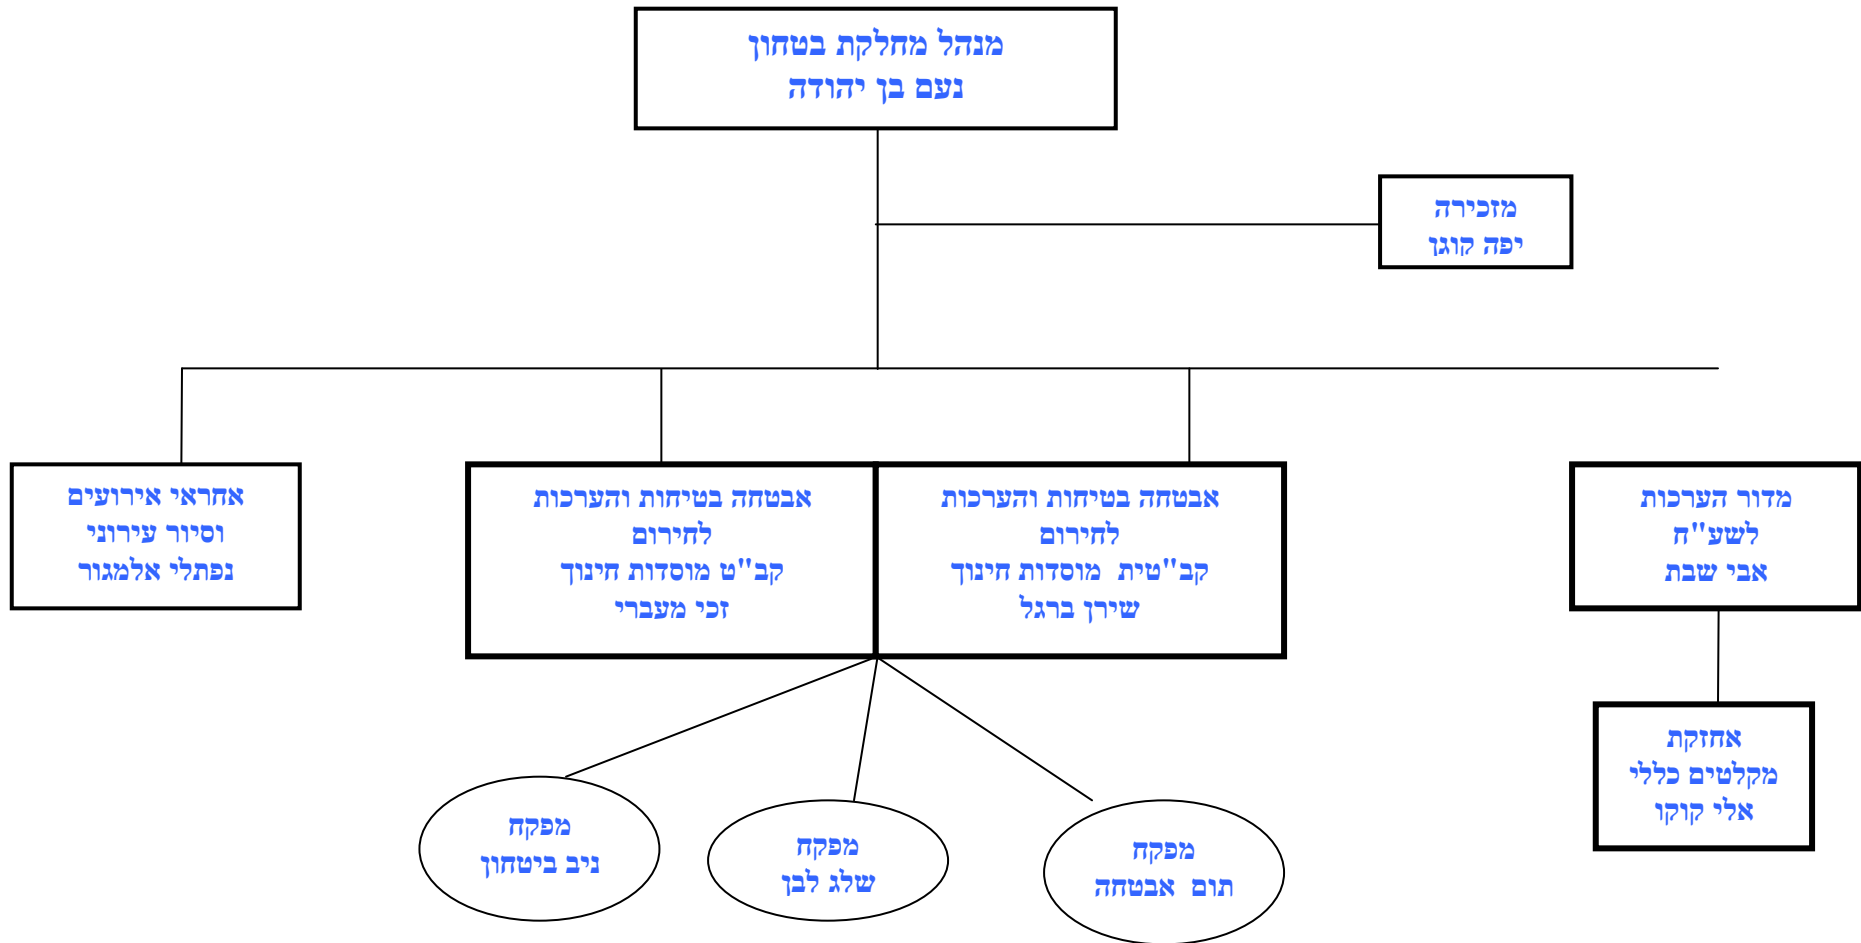 מנהל מחלקת בטחון
נעם בן יהודה
מזכירה
יפה קוגן
מדור הערכות
לשע"ח
אבי שבת
אבטחה בטיחות והערכות
לחירום
קב"טית מוסדות חינוך
שירן ברגל
אבטחה בטיחות והערכות
לחירום
קב"ט מוסדות חינוך
זכי מעברי
אחראי אירועים
וסיור עירוני
נפתלי אלמגור
אחזקת
מקלטים כללי
אלי קוקו
מפקח
תום אבטחה
מפקח
שלג לבן
מפקח
ניב ביטחון